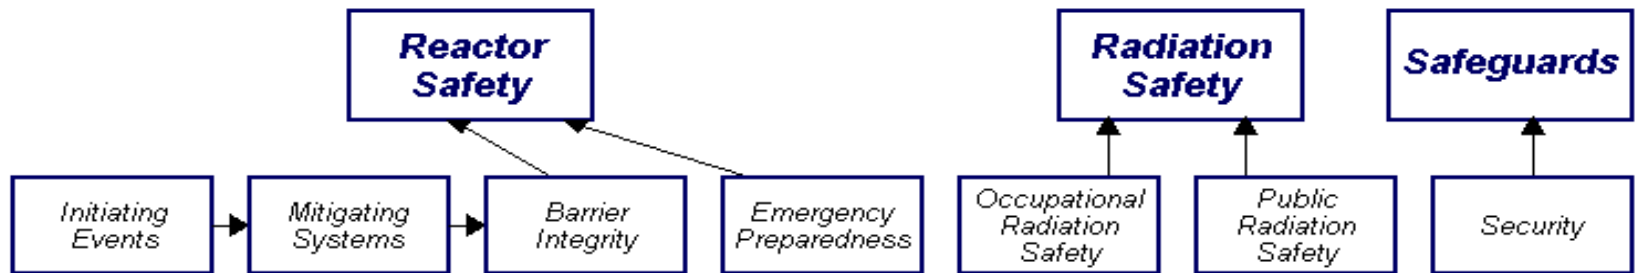 Reactor
Safety
Radiation
Safety
Safeguards
Initiating
Events
Mitigating
Systems
Barrier
Integrity
Emergency
Preparedness
Occupational
Radiation
Safety
Public
Radiation
Safety
Security